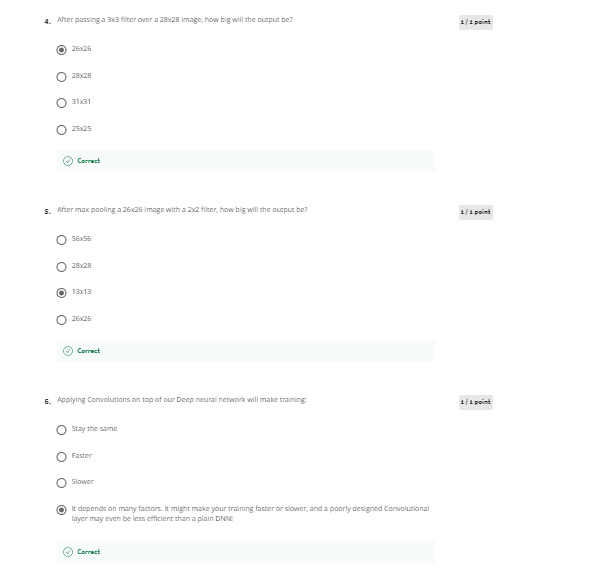 4. After passing a 3x3 filter over a 28x28 image, how big will the output be?
1 / 1 point
26x26
28x28
31x31
25x25
Correct
5. After max pooling a 26x26 image with a 2x2 filter, how big will the output be?
1 / 1 point
56x56
28x28
13x13
26x26
Correct
6. Applying Convolutions on top of our Deep neural network will make training:
1 / 1 point
Stay the same
Faster
Slower
It depends on many factors. It might make your training faster or slower, and a poorly designed Convolutional
layer may even be less efficient than a plain DNN!
Correct